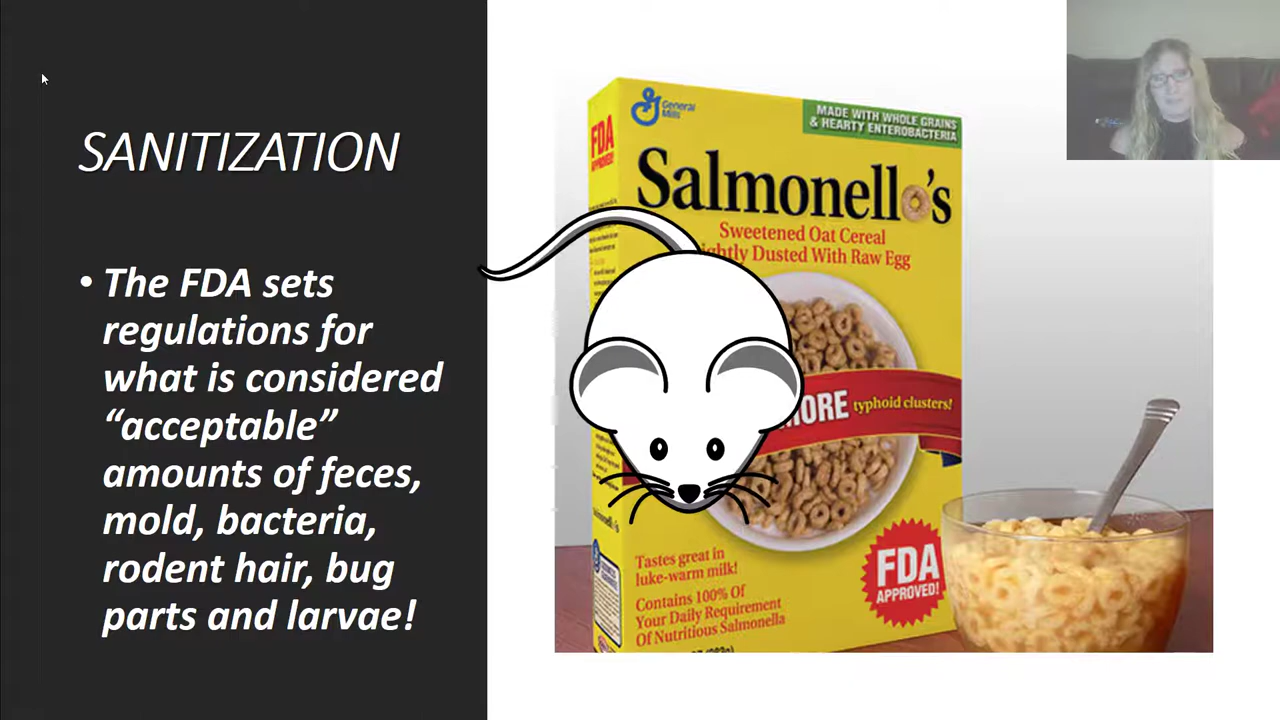 SANITIZATION
• The FDA sets
regulations for
what is considered
“acceptable”
amounts of feces,
mold, bacteria,
rodent hair, bug
parts and larvae!
General
Mills
MADE WITH WHOLE GRAINS
& HEARTY ENTEROBACTERIA
FDA
APPROVED!
Salmonello's
Sweetened Oat Cereal
Dusted With Raw Egg
MORE typhoid clusters!
Tastes great in
luke-warm milk!
Contains 100% Of
Your Daily Requirement
Of Nutritious Salmonella
FDA
APPROVED!